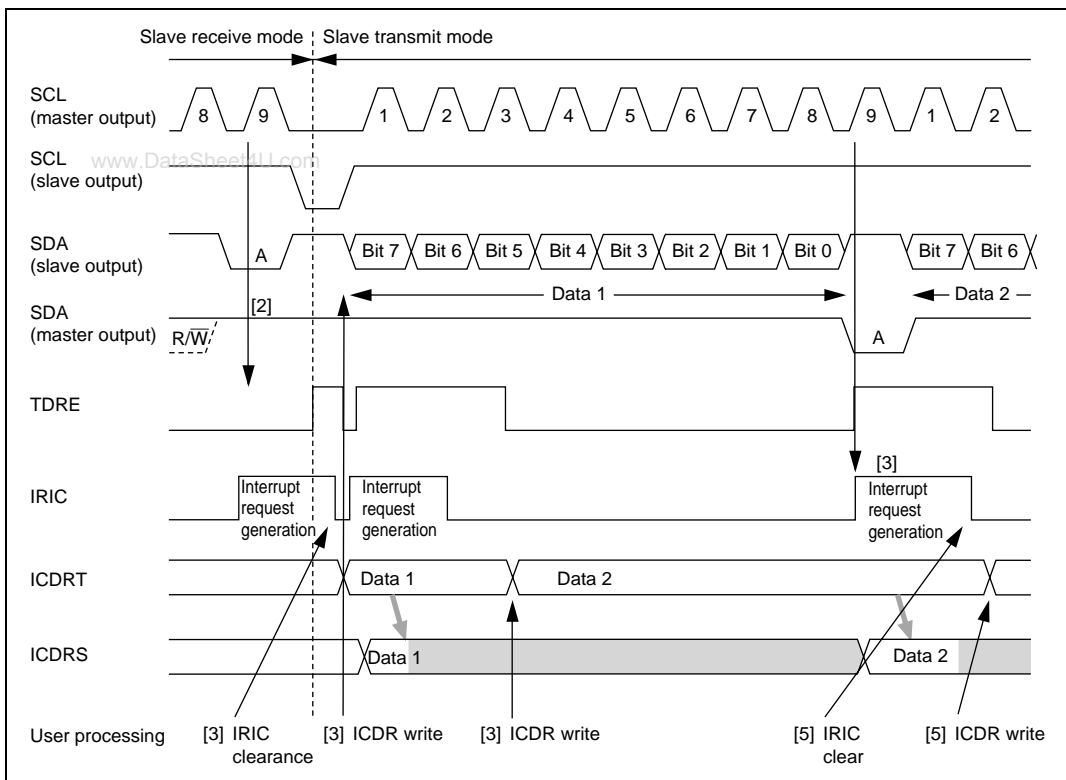 Slave receive mode Slave transmit mode
SCL
(master output)
8 9 1 2 3 4 5 6 7 8 9 1 2
www.DataSheet4U.com
SCL
(slave output)
SDA
(slave output)
A Bit 7 Bit 6 Bit 5 Bit 4 Bit 3 Bit 2 Bit 1 Bit 0 Bit 7 Bit 6
Data 1 Data 2
SDA
(master output)
[2]
R/W̅ A
TDRE
[3]
IRIC
Interrupt
request
generation
Interrupt
request
generation
Interrupt
request
generation
ICDRT
Data 1 Data 2
ICDRS
Data 1 Data 2
User processing
[3] IRIC
clearance
[3] ICDR write
[3] ICDR write
[5] IRIC
clear
[5] ICDR write